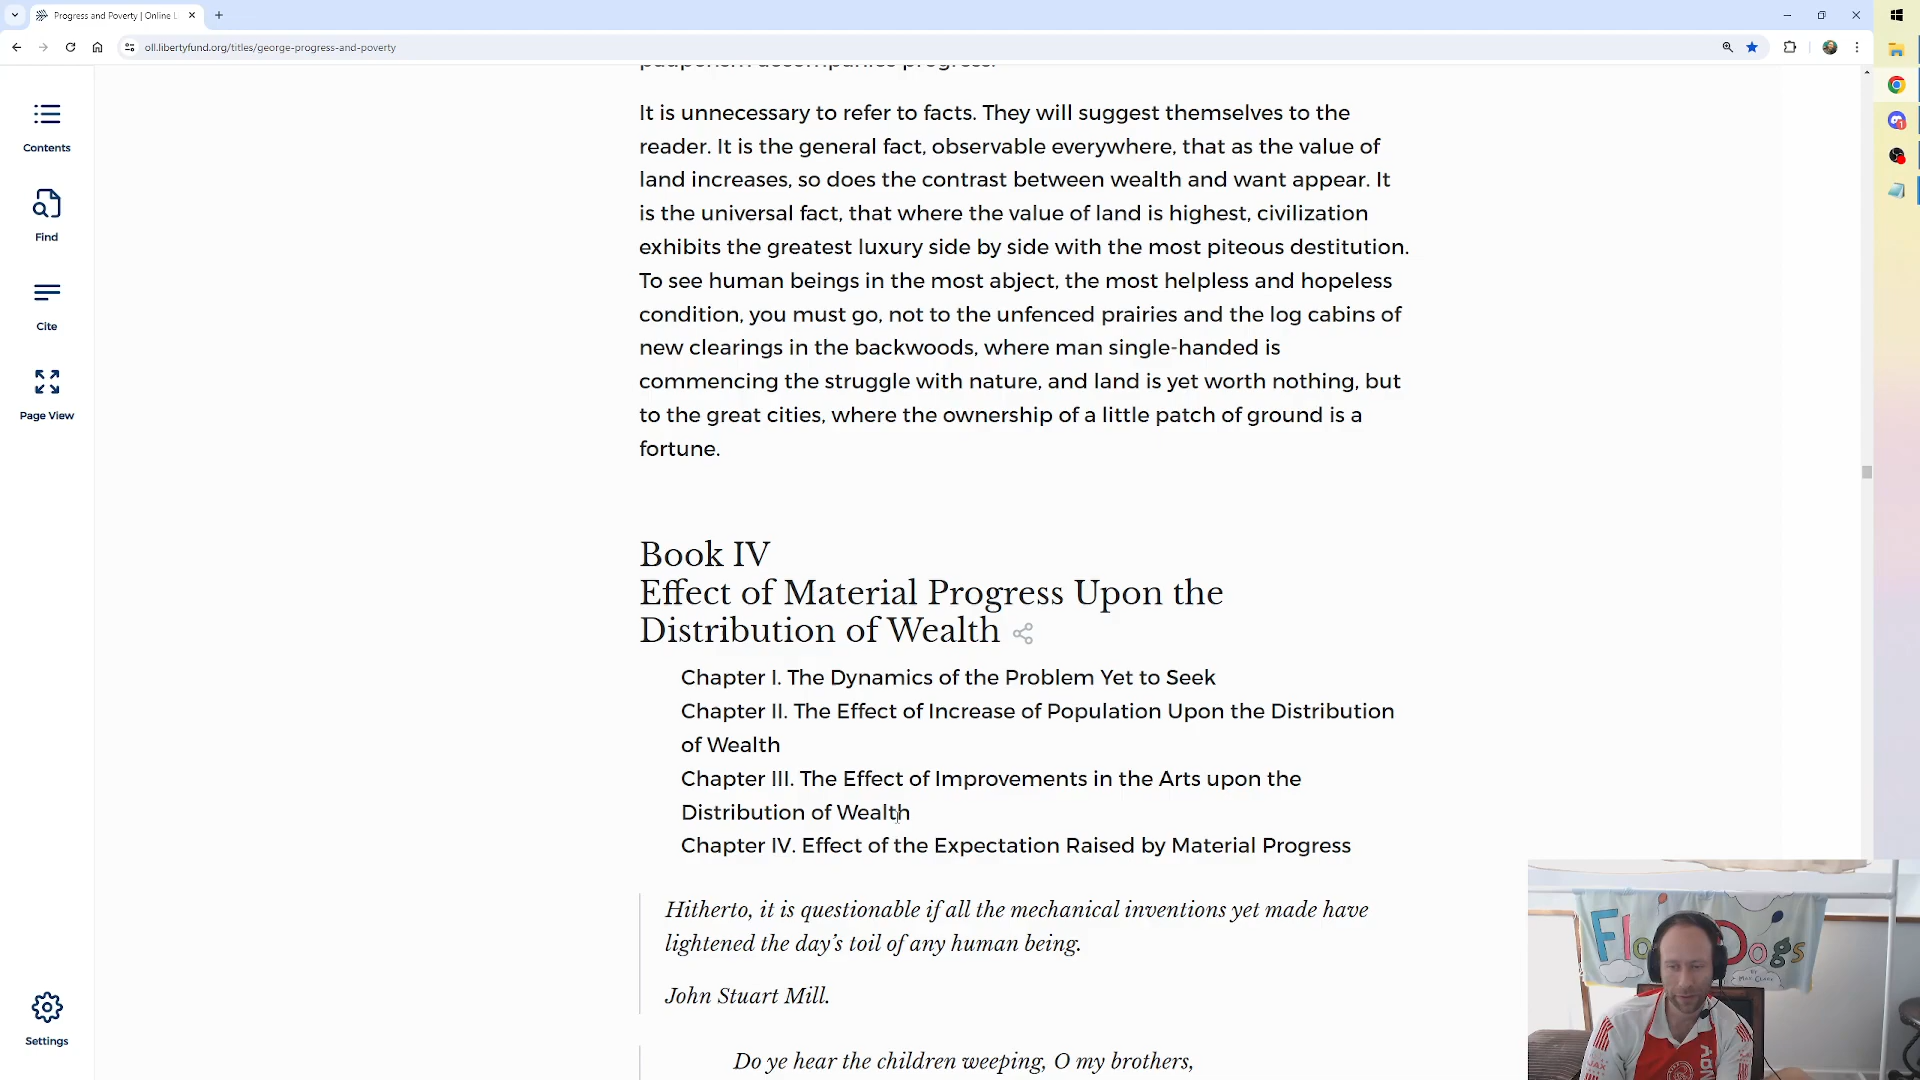 Progress and Poverty | Online L
oll.libertyfund.org/titles/george-progress-and-poverty
Contents
Find
Cite
Page View
Settings
pauperism accompanies progress.
It is unnecessary to refer to facts. They will suggest themselves to the
reader. It is the general fact, observable everywhere, that as the value of
land increases, so does the contrast between wealth and want appear. It
is the universal fact, that where the value of land is highest, civilization
exhibits the greatest luxury side by side with the most piteous destitution.
To see human beings in the most abject, the most helpless and hopeless
condition, you must go, not to the unfenced prairies and the log cabins of
new clearings in the backwoods, where man single-handed is
commencing the struggle with nature, and land is yet worth nothing, but
to the great cities, where the ownership of a little patch of ground is a
fortune.
Book IV
Effect of Material Progress Upon the
Distribution of Wealth
Chapter I. The Dynamics of the Problem Yet to Seek
Chapter II. The Effect of Increase of Population Upon the Distribution
of Wealth
Chapter III. The Effect of Improvements in the Arts upon the
Distribution of Wealth
Chapter IV. Effect of the Expectation Raised by Material Progress
Hitherto, it is questionable if all the mechanical inventions yet made have
lightened the day’s toil of any human being.
John Stuart Mill.
Do ye hear the children weeping, O my brothers,